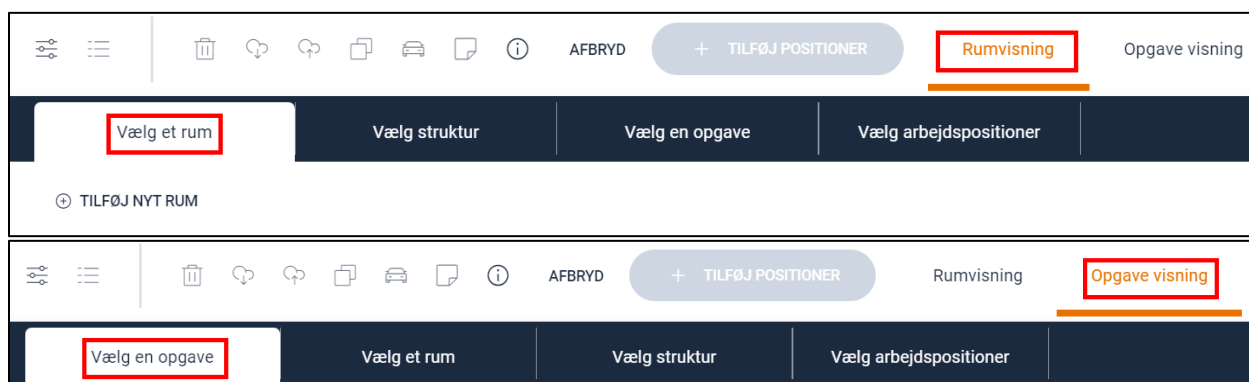 AFBRYD + TILFØJ POSITIONER Rumvisning Opgave visning
Vælg et rum Vælg struktur Vælg en opgave Vælg arbejdspositioner
TILFØJ NYT RUM
AFBRYD + TILFØJ POSITIONER Rumvisning Opgave visning
Vælg en opgave Vælg et rum Vælg struktur Vælg arbejdspositioner